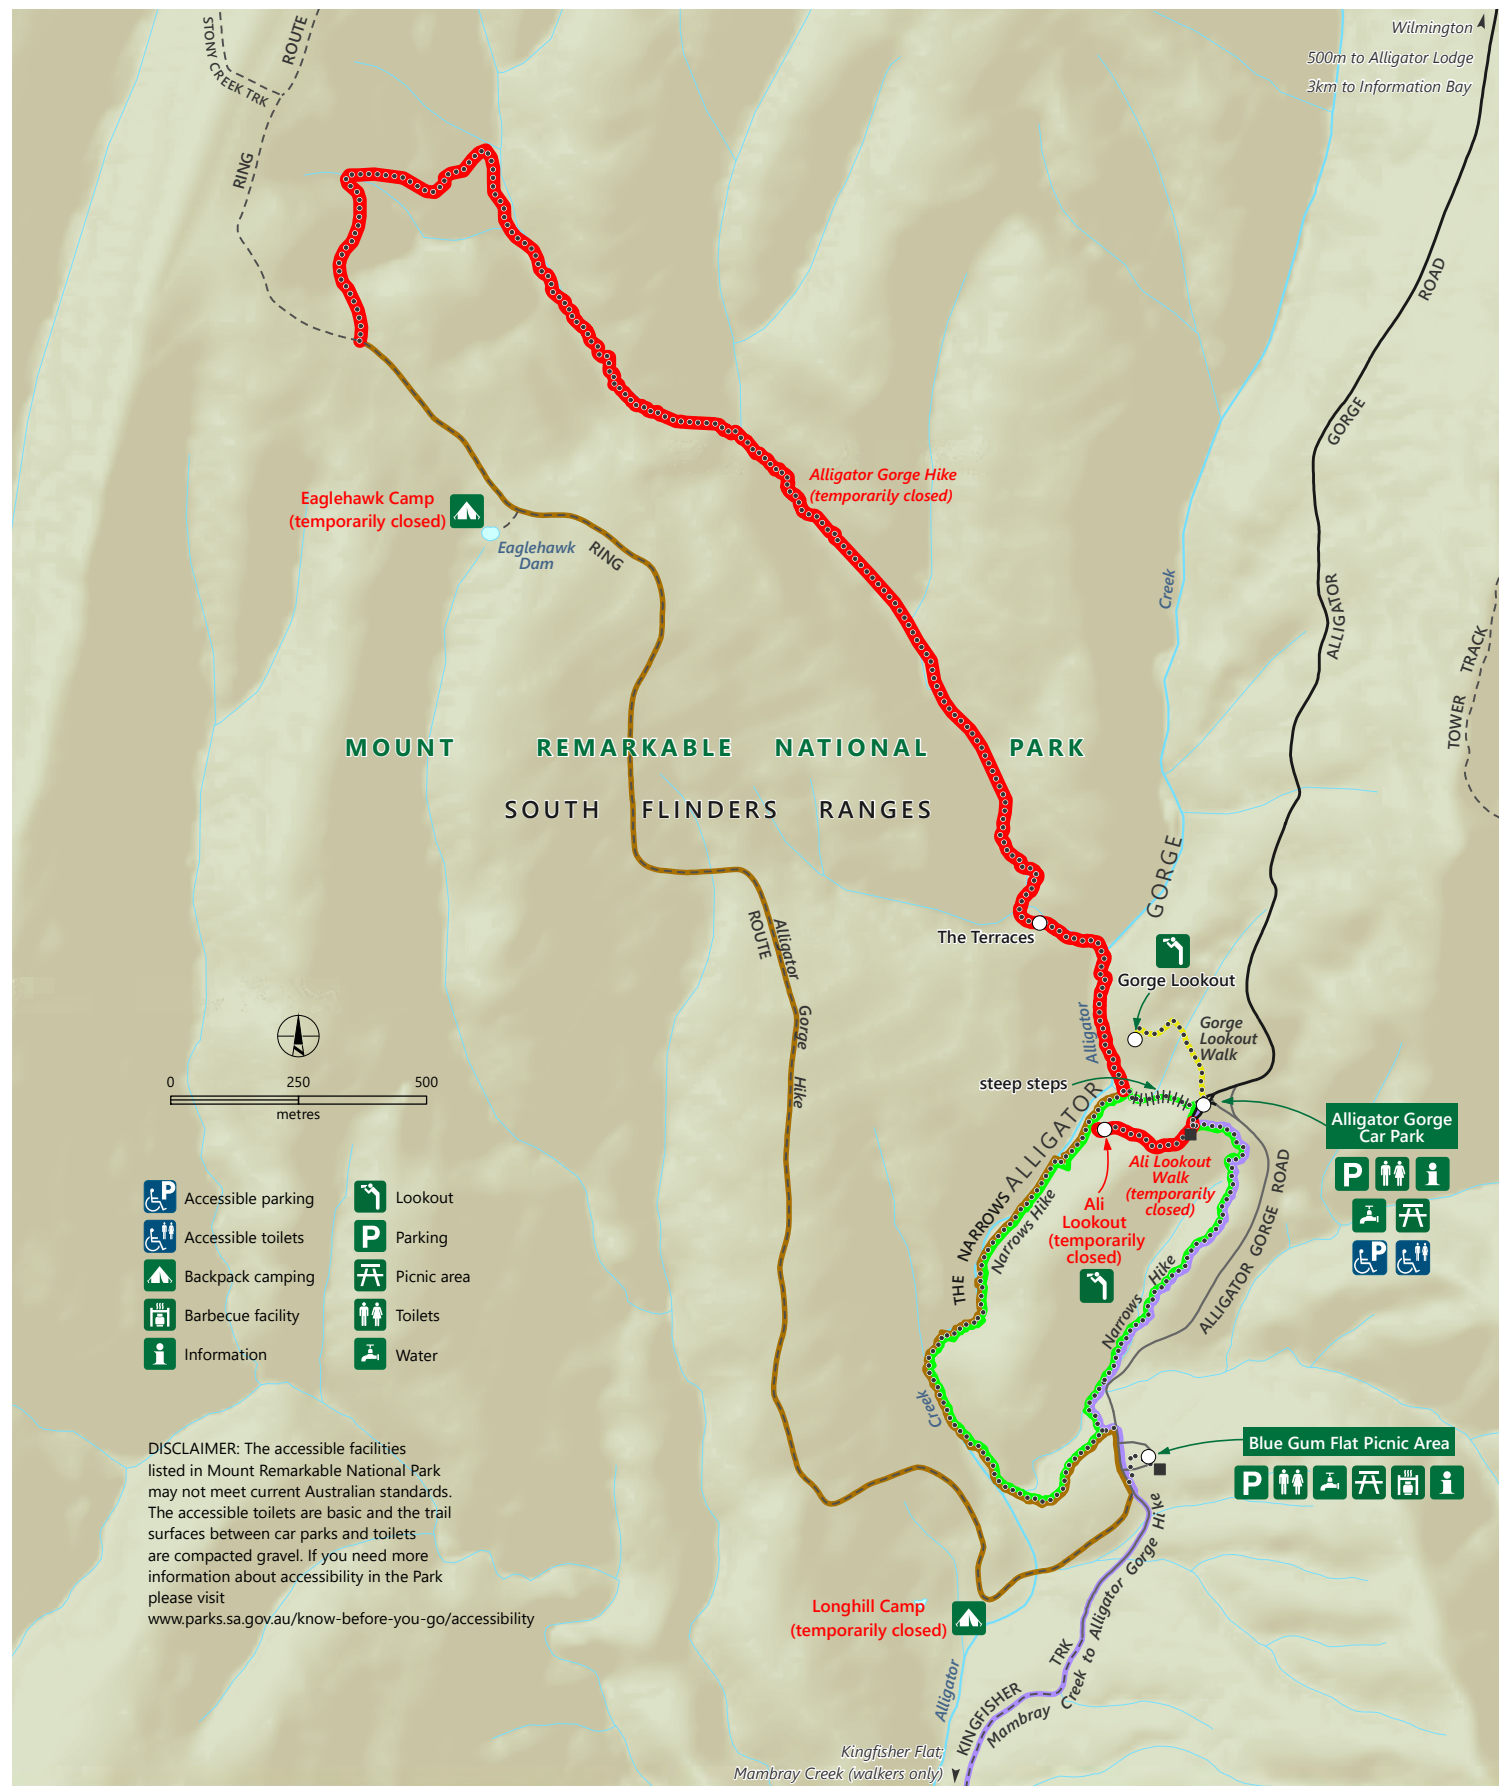 Wilmington
500m to Alligator Lodge
3km to Information Bay
STONY CREEK TRK
RING ROUTE
ALLIGATOR GORGE ROAD
Alligator Gorge Hike
(temporarily closed)
Eaglehawk Camp
(temporarily closed)
Eaglehawk
Dam
RING
Creek
TOWER TRACK
MOUNT REMARKABLE NATIONAL PARK
SOUTH FLINDERS RANGES
ROUTE
Alligator Gorge Hike
The Terraces
Gorge Lookout
Gorge
Lookout
Walk
Alligator
steep steps
ALLIGATOR GORGE
Alligator Gorge
Car Park
P
i
P
Ali Lookout
Walk
(temporarily
closed)
Ali
Lookout
(temporarily
closed)
THE NARROWS
Narrows Hike
Narrows Hike
ALLIGATOR GORGE ROAD
0 250 500
metres
N
P Accessible parking
Accessible toilets
Backpack camping
Barbecue facility
i Information
Lookout
P Parking
Picnic area
Toilets
Water
Creek
Blue Gum Flat Picnic Area
P
i
DISCLAIMER: The accessible facilities
listed in Mount Remarkable National Park
may not meet current Australian standards.
The accessible toilets are basic and the trail
surfaces between car parks and toilets
are compacted gravel. If you need more
information about accessibility in the Park
please visit
www.parks.sa.gov.au/know-before-you-go/accessibility
Longhill Camp
(temporarily closed)
Alligator
KINGFISHER TRK
Mambray Creek to Alligator Gorge Hike
Kingfisher Flat;
Mambray Creek (walkers only)